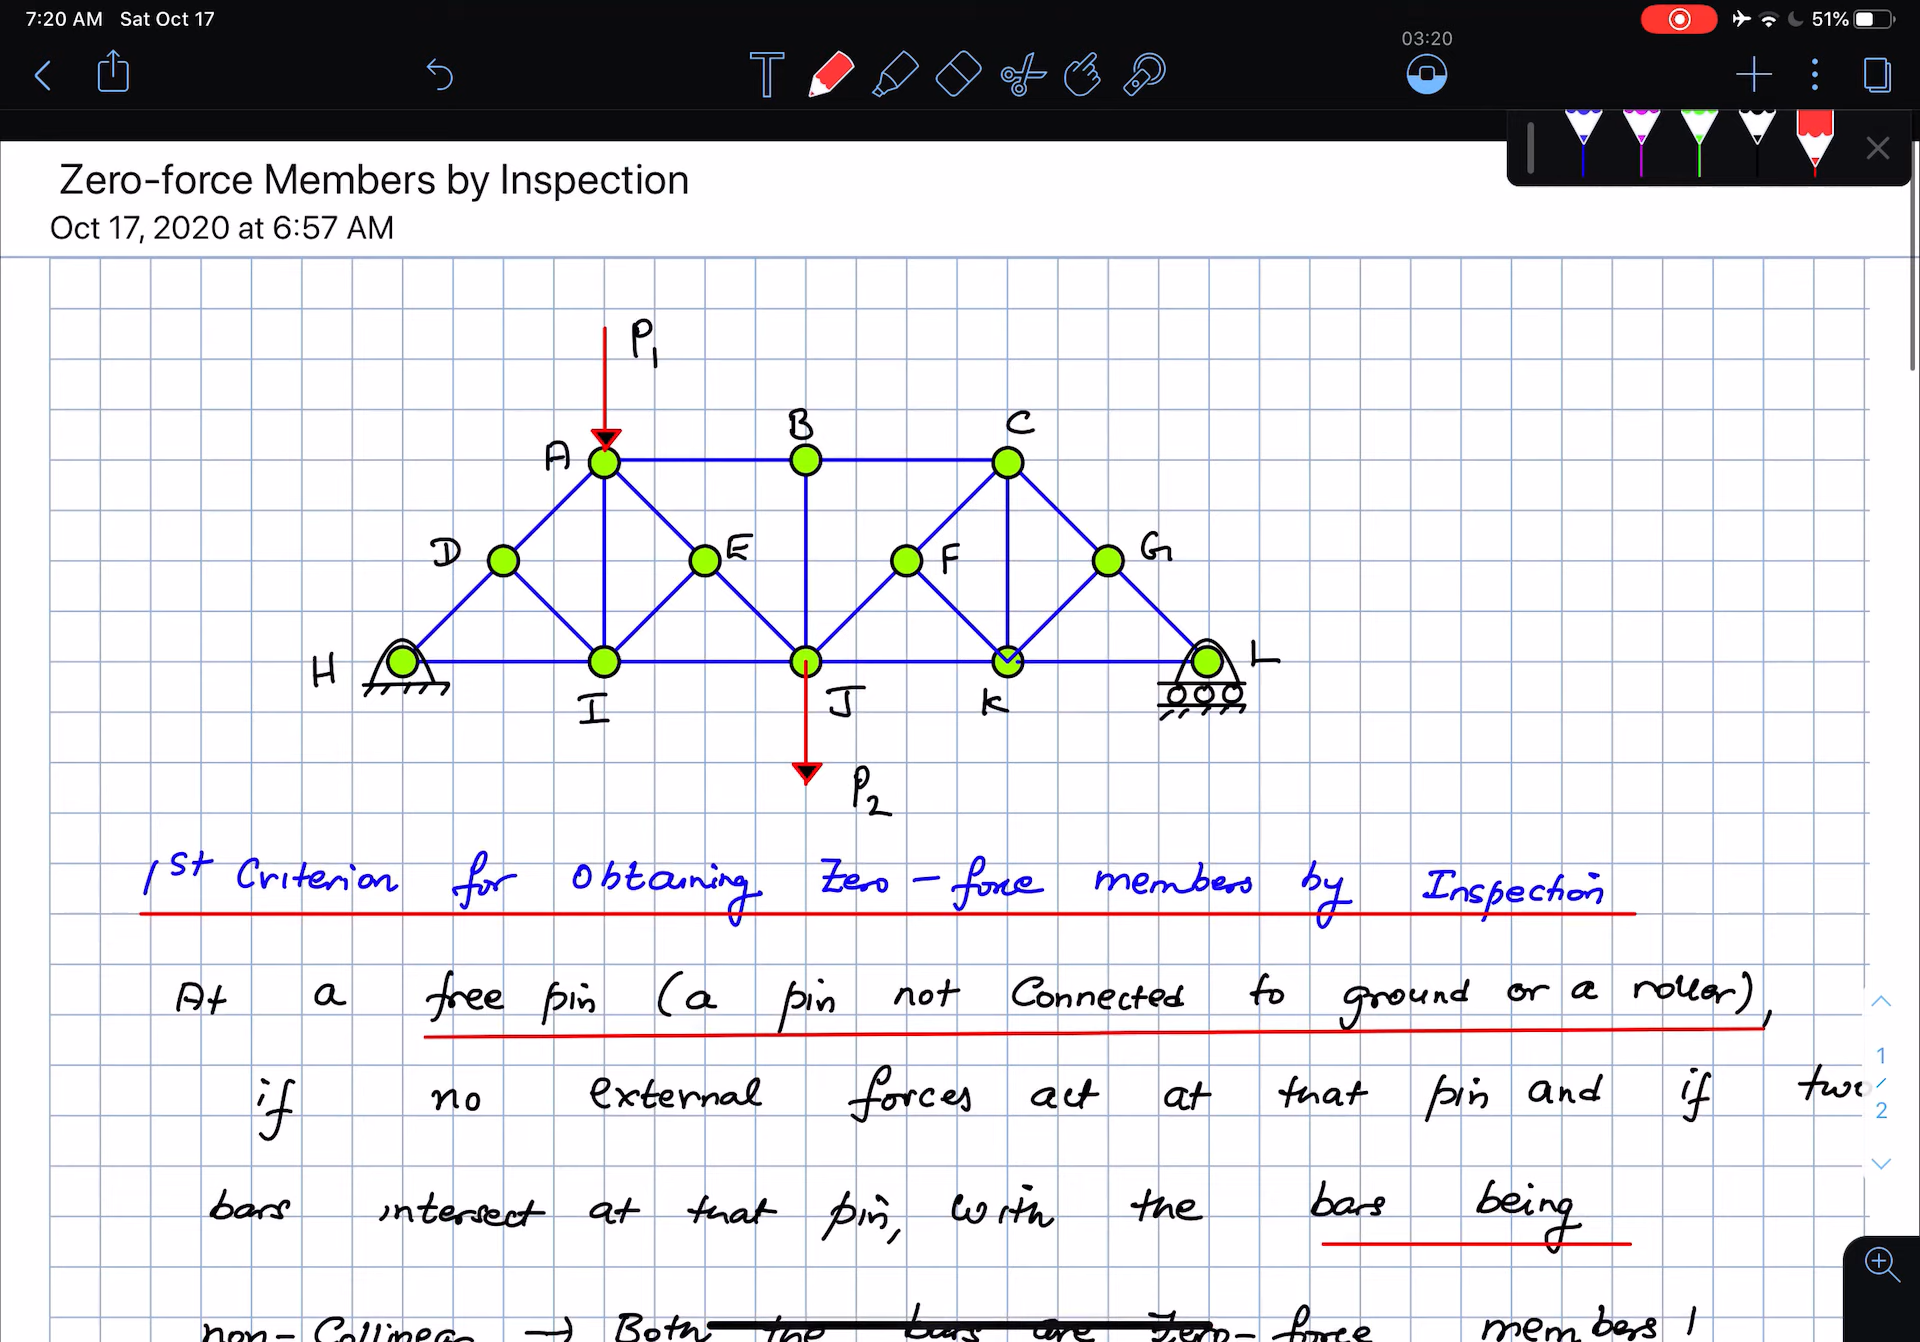 7:20 AM Sat Oct 17
51%
03:20
T
Zero-force Members by Inspection
Oct 17, 2020 at 6:57 AM
P1
A B C
D E F G
H I J K L
P2
1st Criterion for obtaining Zero-force members by Inspection
At a free pin (a pin not Connected to ground or a roller),
if no external forces act at that pin and if two
bars intersect at that pin, with the bars being
non-Collinear → Both the bars are Zero-force members!
1/2